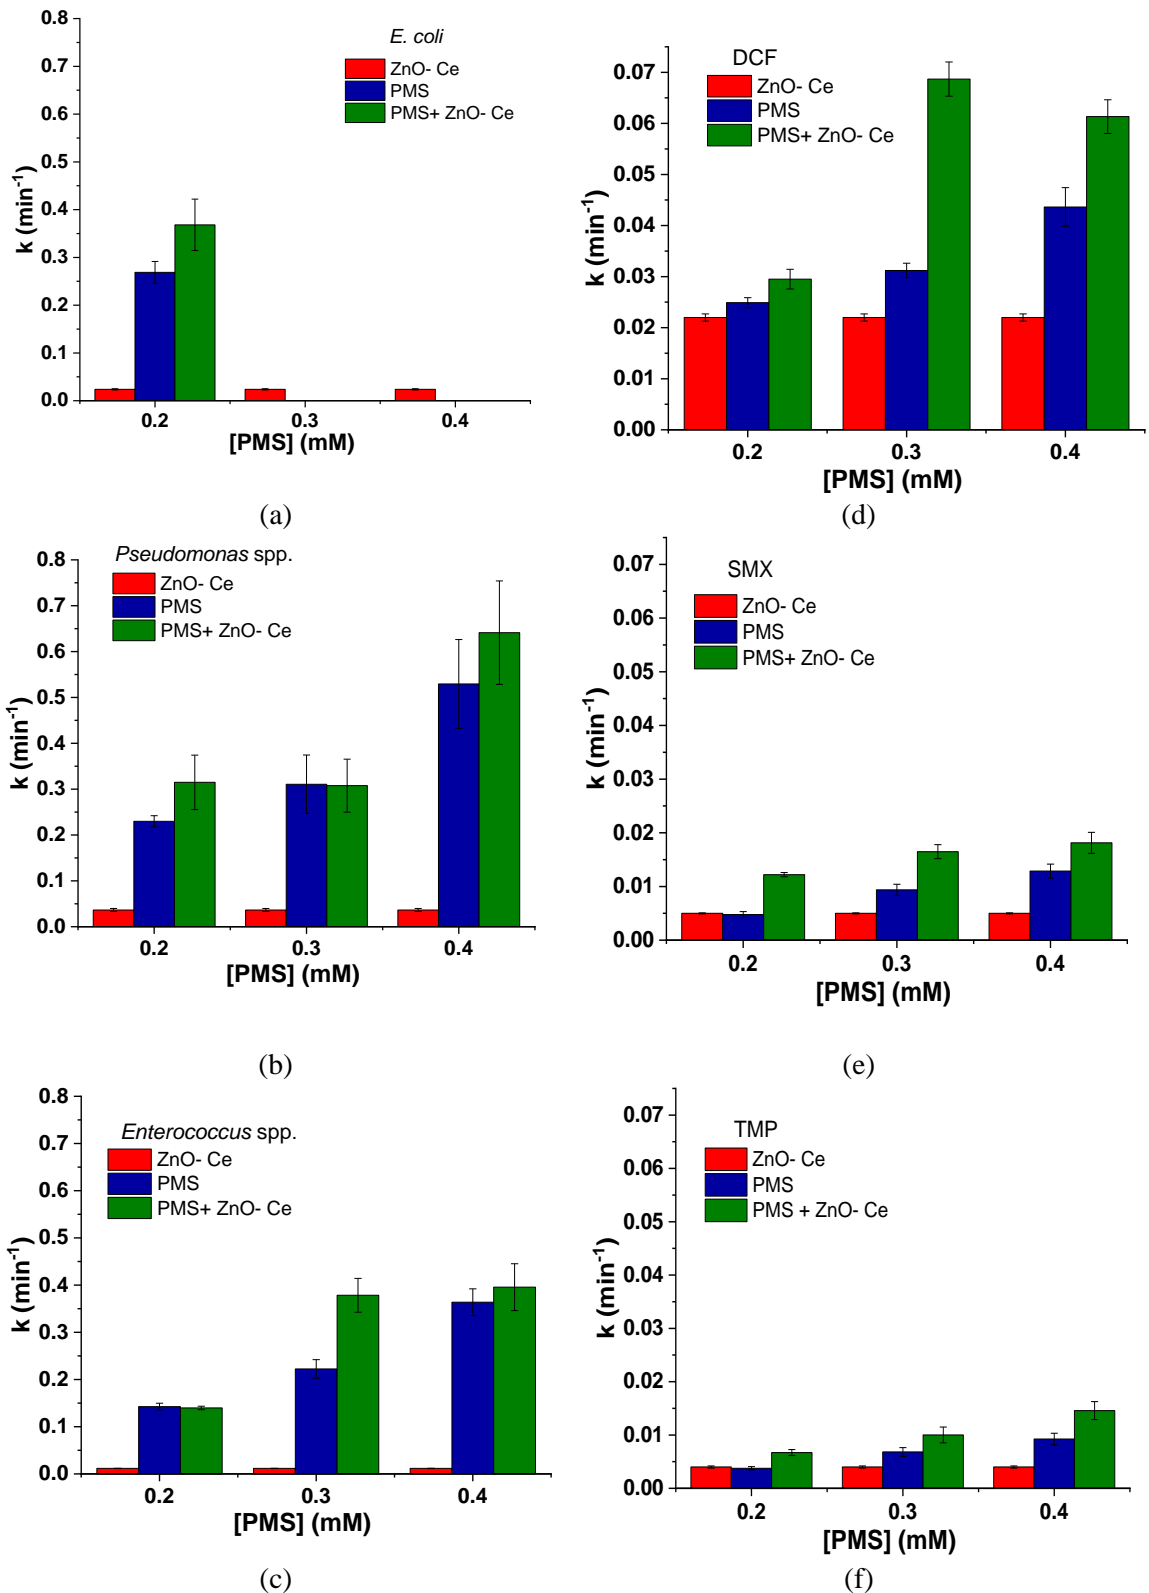 E. coli
ZnO- Ce
PMS
PMS+ ZnO- Ce
0.8
0.7
0.6
0.5
0.4
0.3
0.2
0.1
0.0
k (min-1)
0.2 0.3 0.4
[PMS] (mM)
(a)
DCF
ZnO- Ce
PMS
PMS+ ZnO- Ce
0.07
0.06
0.05
0.04
0.03
0.02
0.01
0.00
k (min-1)
0.2 0.3 0.4
[PMS] (mM)
(d)
Pseudomonas spp.
ZnO- Ce
PMS
PMS+ ZnO- Ce
0.8
0.7
0.6
0.5
0.4
0.3
0.2
0.1
0.0
k (min-1)
0.2 0.3 0.4
[PMS] (mM)
(b)
SMX
ZnO- Ce
PMS
PMS+ ZnO- Ce
0.07
0.06
0.05
0.04
0.03
0.02
0.01
0.00
k (min-1)
0.2 0.3 0.4
[PMS] (mM)
(e)
Enterococcus spp.
ZnO- Ce
PMS
PMS+ ZnO- Ce
0.8
0.7
0.6
0.5
0.4
0.3
0.2
0.1
0.0
k (min-1)
0.2 0.3 0.4
[PMS] (mM)
(c)
TMP
ZnO- Ce
PMS
PMS + ZnO- Ce
0.07
0.06
0.05
0.04
0.03
0.02
0.01
0.00
k (min-1)
0.2 0.3 0.4
[PMS] (mM)
(f)